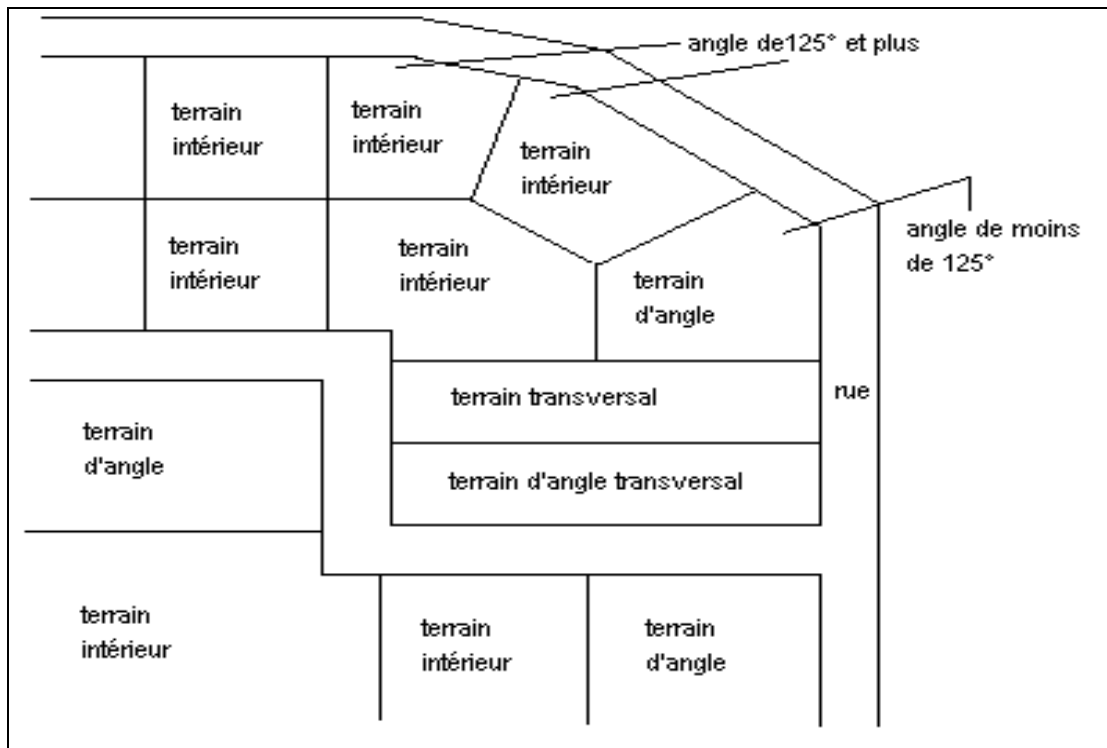 angle de125° et plus
terrain
intérieur
terrain
intérieur
terrain
intérieur
terrain
intérieur
terrain
intérieur
angle de moins
de 125°
terrain
d'angle
terrain transversal
rue
terrain
d'angle
terrain d'angle transversal
terrain
intérieur
terrain
intérieur
terrain
d'angle